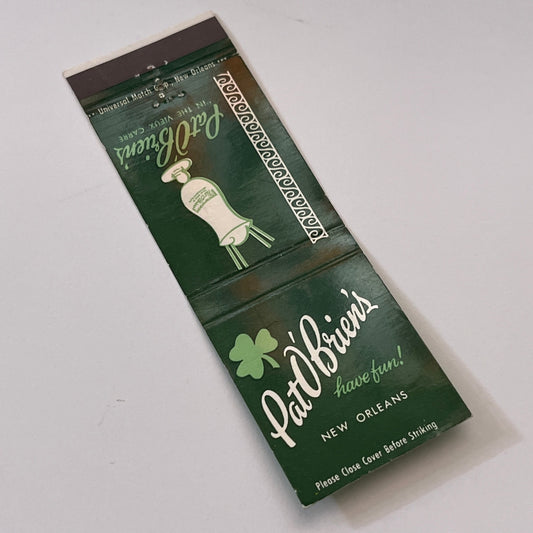 Universal Match Corp., New Orleans
Pat O'Brien's
"IN THE VIEUX CARRE
Pat O'Brien's
have fun!
NEW ORLEANS
Please Close Cover Before Striking